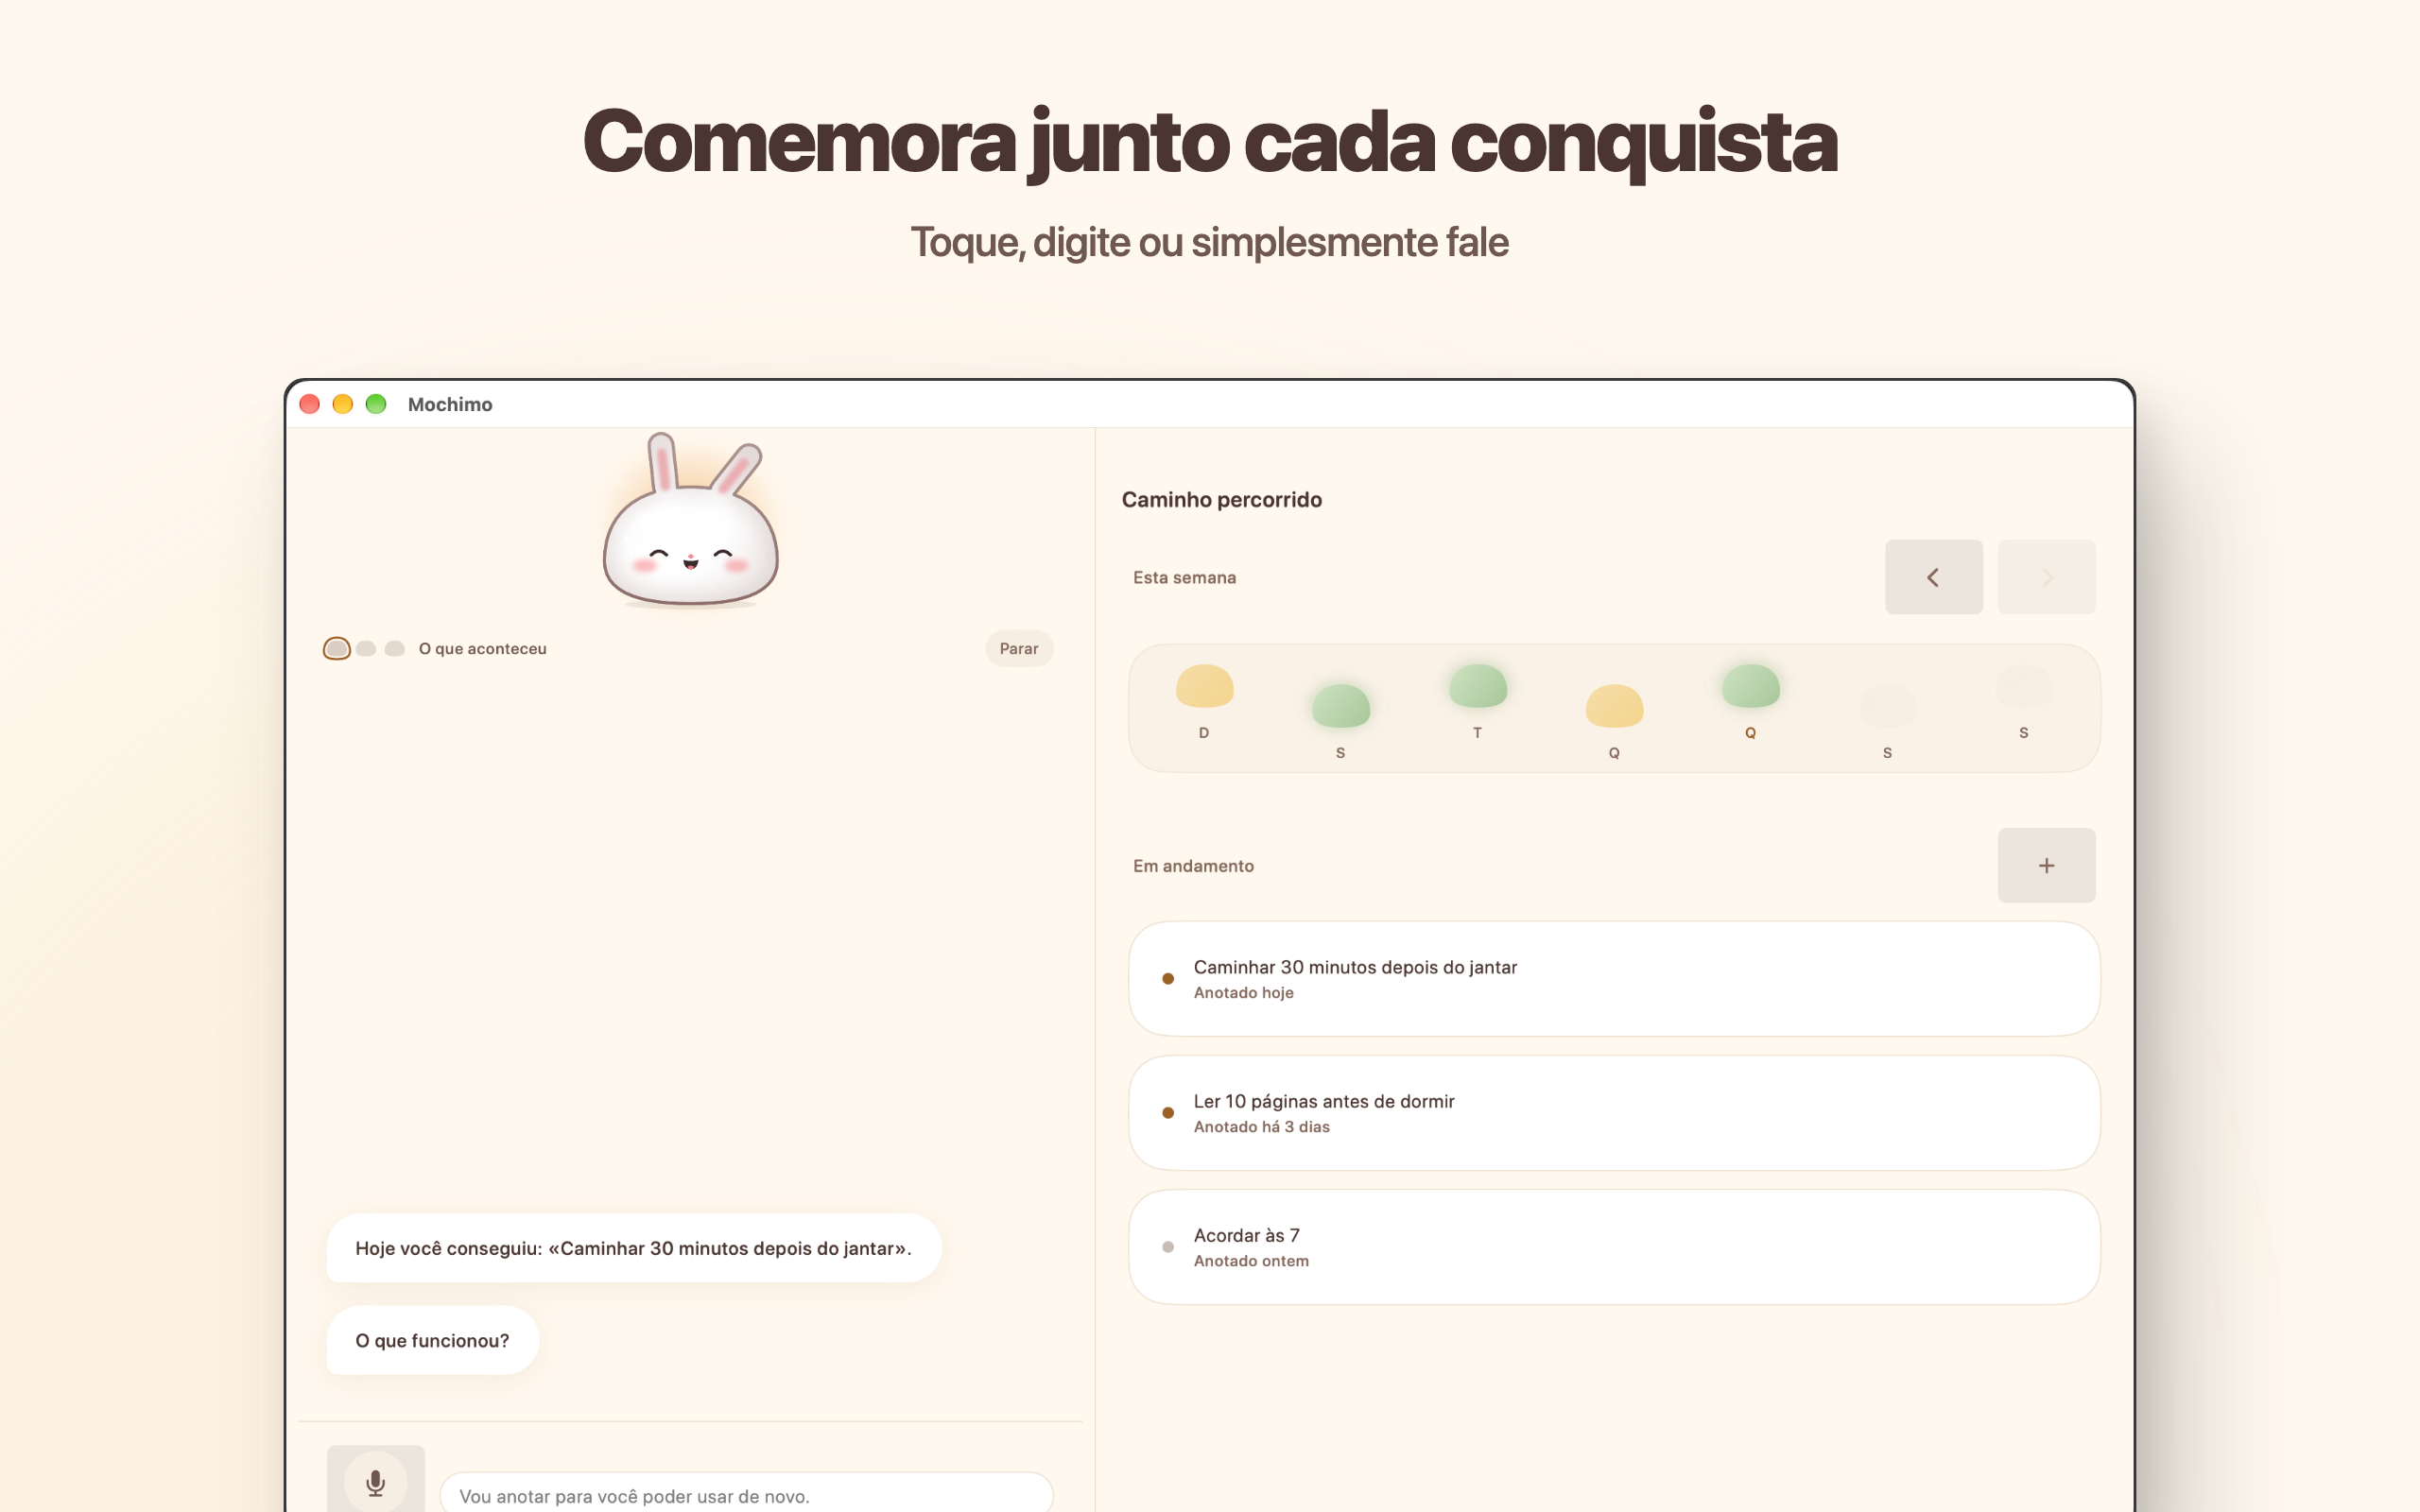 Comemora junto cada conquista
Toque, digite ou simplesmente fale
Mochimo
O que aconteceu
Parar
Hoje você conseguiu: «Caminhar 30 minutos depois do jantar».
O que funcionou?
Vou anotar para você poder usar de novo.
Caminho percorrido
Esta semana
D
S
T
Q
Q
S
S
Em andamento
Caminhar 30 minutos depois do jantar
Anotado hoje
Ler 10 páginas antes de dormir
Anotado há 3 dias
Acordar às 7
Anotado ontem